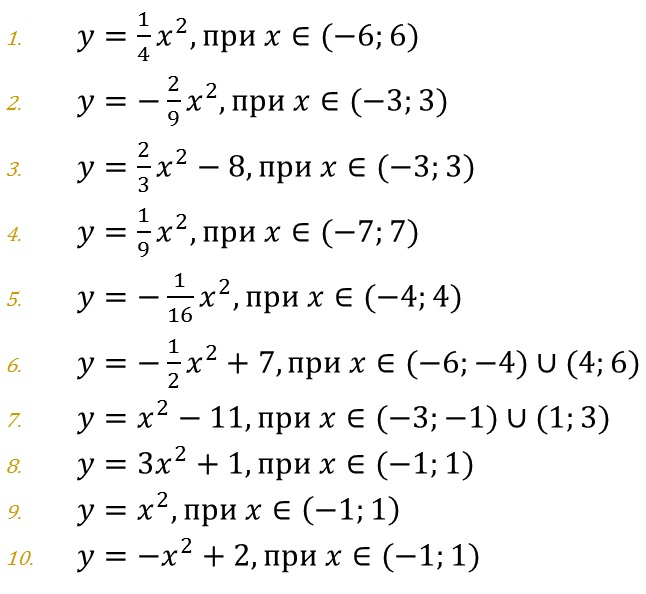 1. y = 1/4 x², при x ∈ (−6; 6)
2. y = −2/9 x², при x ∈ (−3; 3)
3. y = 2/3 x² − 8, при x ∈ (−3; 3)
4. y = 1/9 x², при x ∈ (−7; 7)
5. y = −1/16 x², при x ∈ (−4; 4)
6. y = −1/2 x² + 7, при x ∈ (−6; −4) ∪ (4; 6)
7. y = x² − 11, при x ∈ (−3; −1) ∪ (1; 3)
8. y = 3x² + 1, при x ∈ (−1; 1)
9. y = x², при x ∈ (−1; 1)
10. y = −x² + 2, при x ∈ (−1; 1)